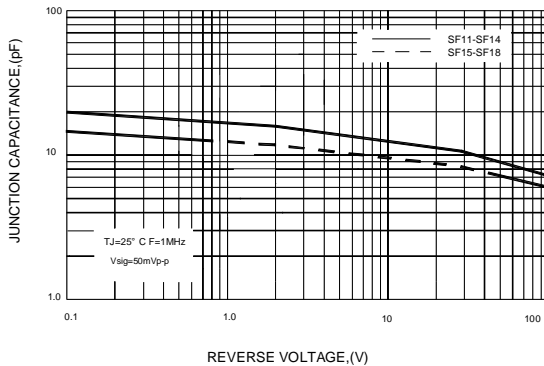 100
SF11-SF14
SF15-SF18
JUNCTION CAPACITANCE,(pF)
10
TJ=25° C F=1MHz
Vsig=50mVp-p
1.0
0.1 1.0 10 100
REVERSE VOLTAGE,(V)